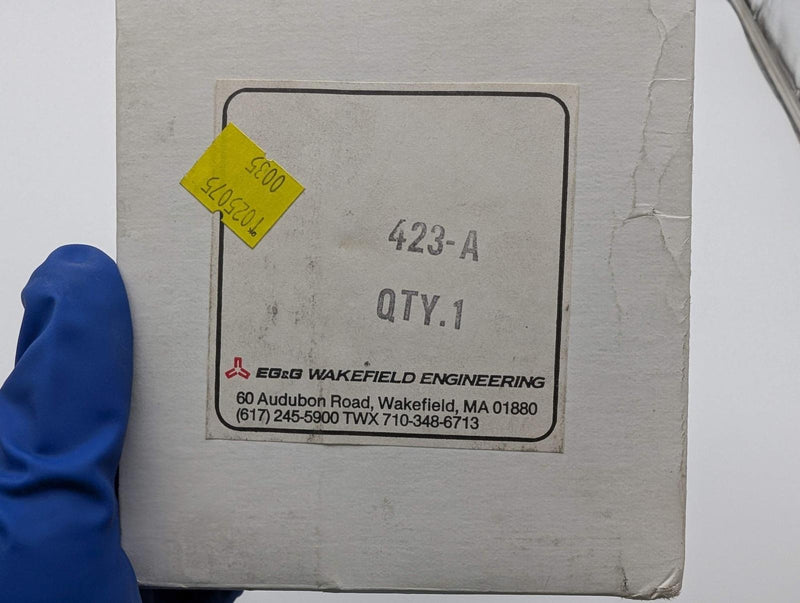 T025075
0035
423-A
QTY.1
EG&G WAKEFIELD ENGINEERING
60 Audubon Road, Wakefield, MA 01880
(617) 245-5900 TWX 710-348-6713